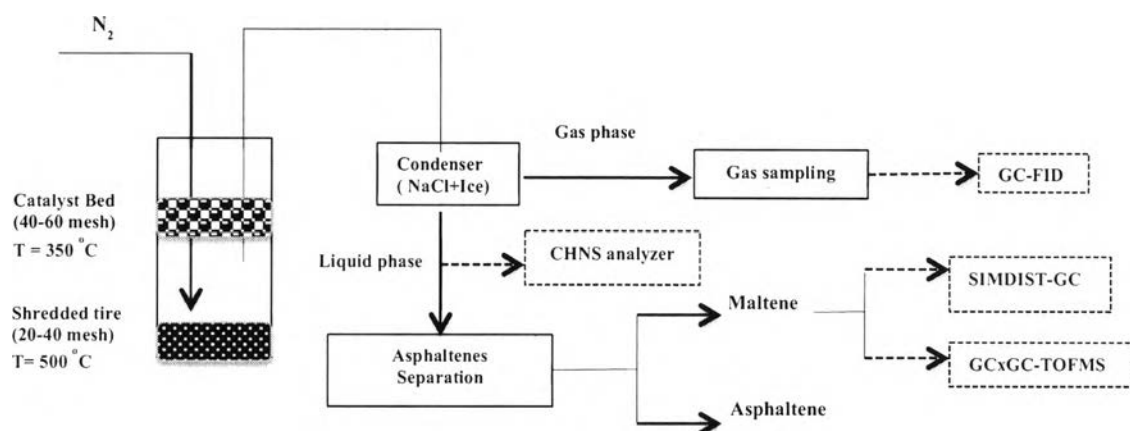 N₂
Catalyst Bed
(40-60 mesh)
T = 350 °C
Shredded tire
(20-40 mesh)
T= 500 °C
Condenser
( NaCl+Ice)
Gas phase
Gas sampling
GC-FID
Liquid phase
CHNS analyzer
Asphaltenes
Separation
Maltene
Asphaltene
SIMDIST-GC
GCxGC-TOFMS